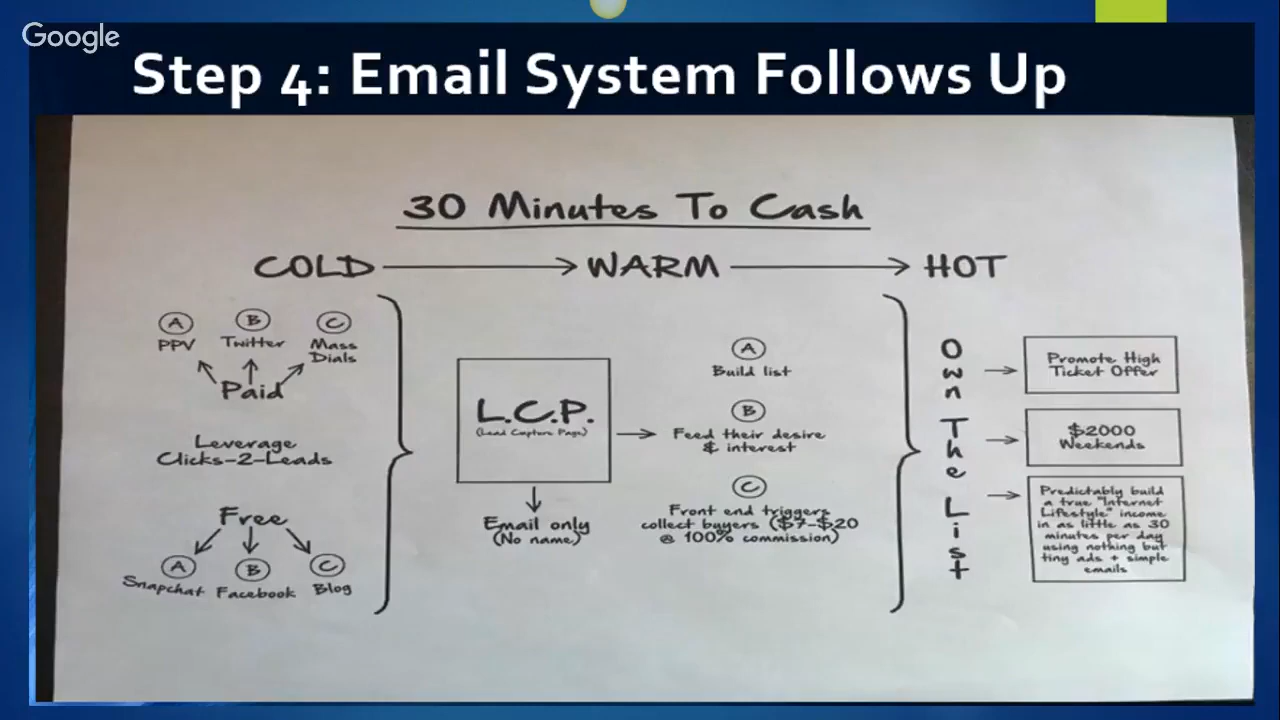 Google
Step 4: Email System Follows Up
30 Minutes To Cash
COLD WARM HOT
A B C
PPV Twitter Mass
Dials
Paid
Leverage
Clicks-2-Leads
Free
A B C
Snapchat Facebook Blog
L.C.P.
(Lead Capture Page)
Email only
(No name)
A
Build list
B
Feed their desire
& interest
C
Front end triggers
collect buyers ($7-$20
@ 100% commission)
Own The List
Promote High
Ticket Offer
$2000
Weekends
Predictably build
a true "Internet
Lifestyle" income
in as little as 30
minutes per day
using nothing but
tiny ads + simple
emails